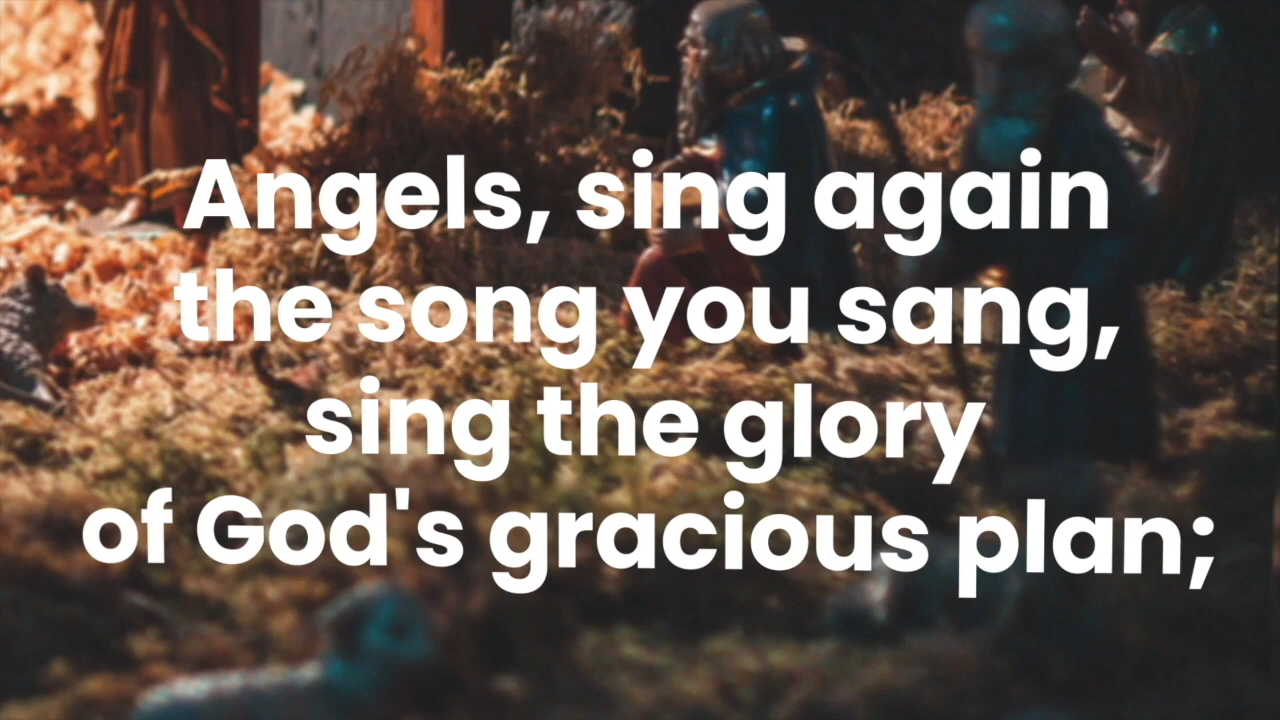 Angels, sing again
the song you sang,
sing the glory
of God's gracious plan;